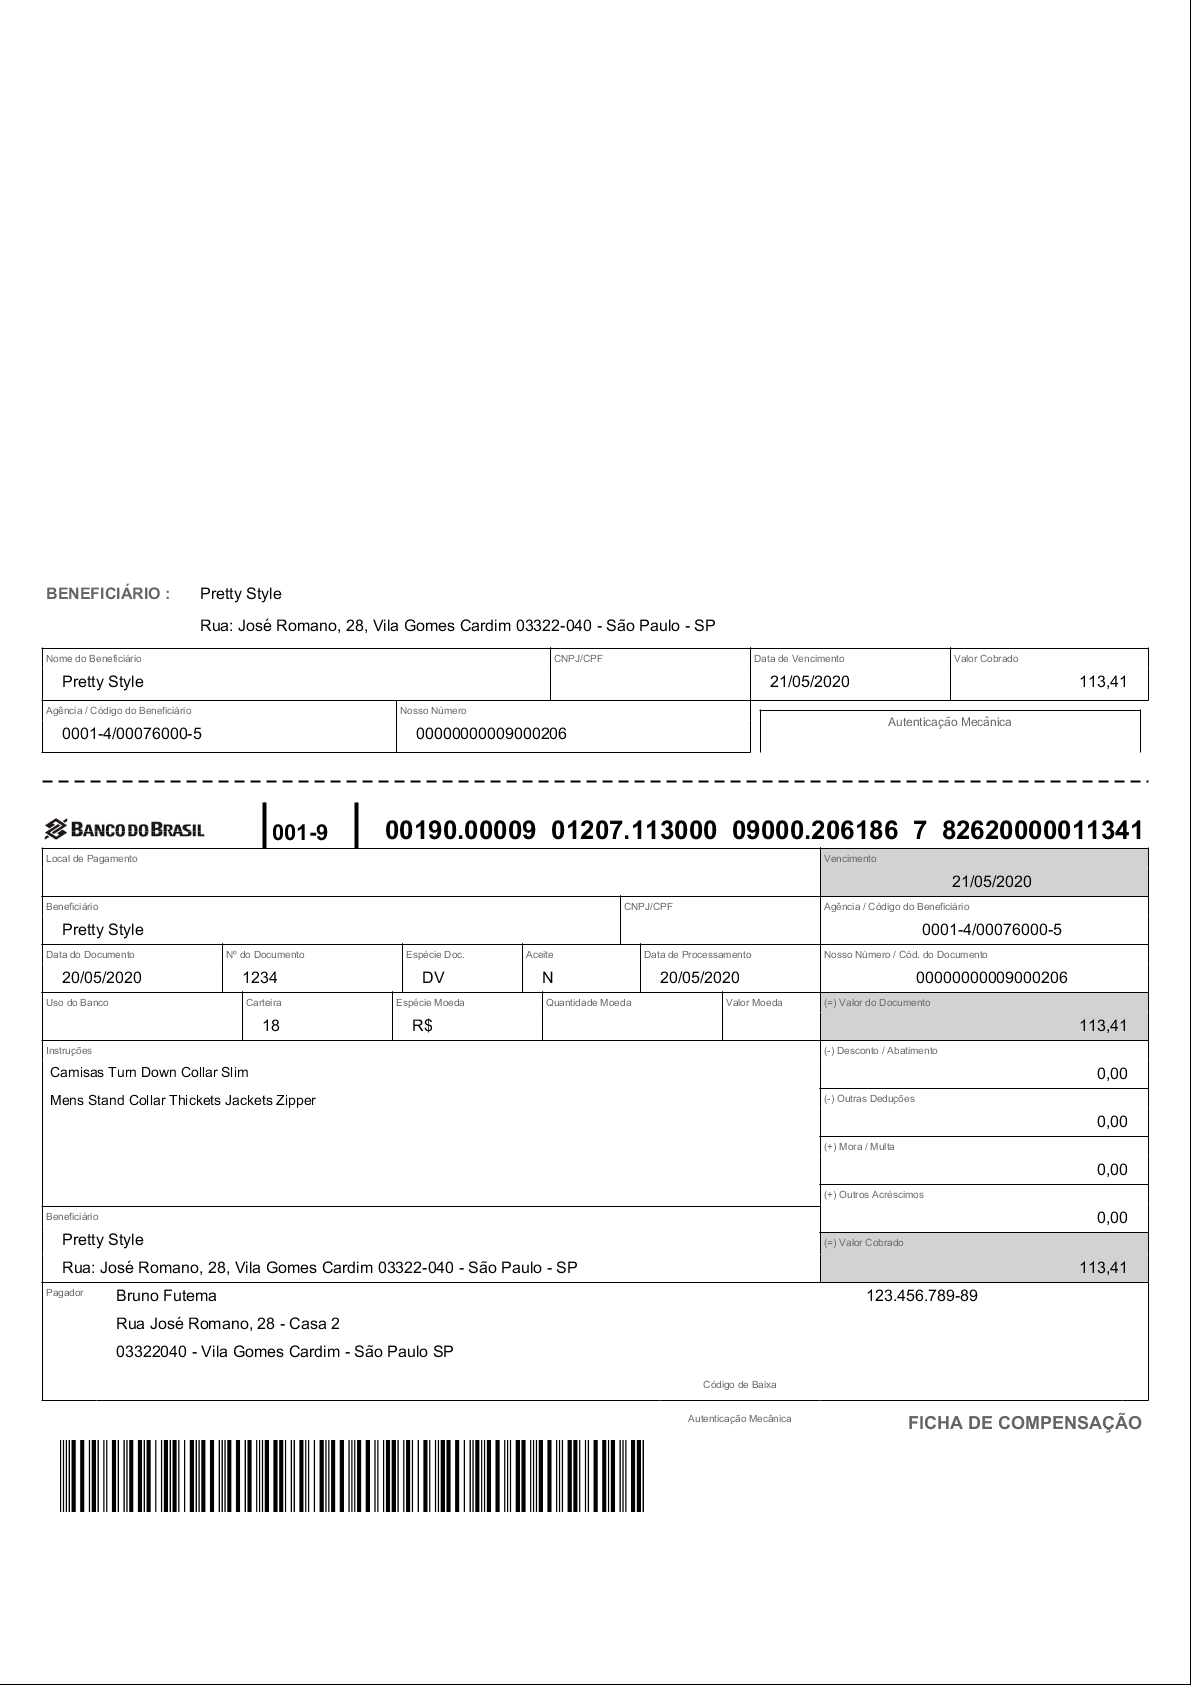 BENEFICIÁRIO : Pretty Style
Rua: José Romano, 28, Vila Gomes Cardim 03322-040 - São Paulo - SP
Nome do Beneficiário CNPJ/CPF Data de Vencimento Valor Cobrado
Pretty Style 21/05/2020 113,41
Agência / Código do Beneficiário Nosso Número Autenticação Mecânica
0001-4/00076000-5 00000000009000206
BANCO DO BRASIL 001-9 00190.00009 01207.113000 09000.206186 7 82620000011341
Local de Pagamento Vencimento
21/05/2020
Beneficiário CNPJ/CPF Agência / Código do Beneficiário
Pretty Style 0001-4/00076000-5
Data do Documento Nº do Documento Espécie Doc. Aceite Data de Processamento Nosso Número / Cód. do Documento
20/05/2020 1234 DV N 20/05/2020 00000000009000206
Uso do Banco Carteira Espécie Moeda Quantidade Moeda Valor Moeda (=) Valor do Documento
18 R$ 113,41
Instruções (-) Desconto / Abatimento
Camisas Turn Down Collar Slim 0,00
Mens Stand Collar Thickets Jackets Zipper (-) Outras Deduções
0,00
(+) Mora / Multa
0,00
(+) Outros Acréscimos
0,00
Beneficiário
Pretty Style (=) Valor Cobrado
Rua: José Romano, 28, Vila Gomes Cardim 03322-040 - São Paulo - SP 113,41
Pagador Bruno Futema 123.456.789-89
Rua José Romano, 28 - Casa 2
03322040 - Vila Gomes Cardim - São Paulo SP
Código de Baixa
Autenticação Mecânica FICHA DE COMPENSAÇÃO